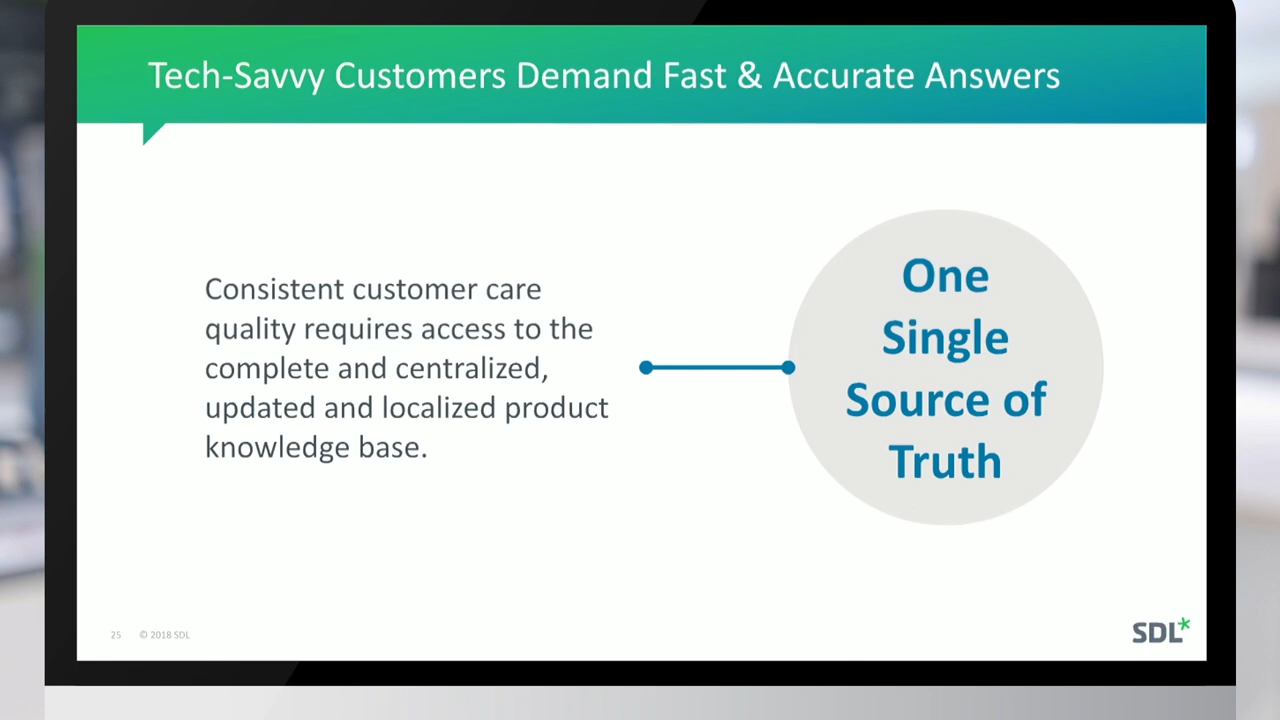 Tech-Savvy Customers Demand Fast & Accurate Answers
Consistent customer care
quality requires access to the
complete and centralized,
updated and localized product
knowledge base.
One
Single
Source of
Truth
25 © 2018 SDL
SDL*